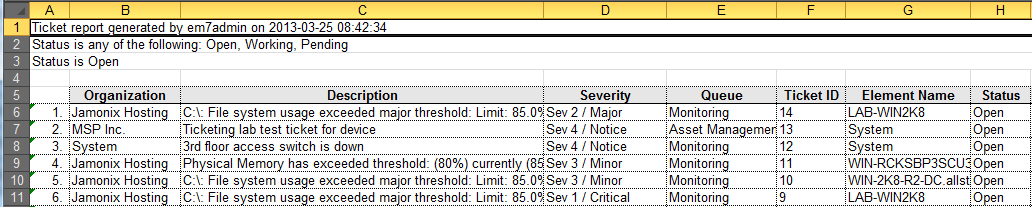 A B C D E F G H
1 Ticket report generated by em7admin on 2013-03-25 08:42:34
2 Status is any of the following: Open, Working, Pending
3 Status is Open
4
5 Organization Description Severity Queue Ticket ID Element Name Status
6 1. Jamonix Hosting C:\: File system usage exceeded major threshold: Limit: 85.0% Sev 2 / Major Monitoring 14 LAB-WIN2K8 Open
7 2. MSP Inc. Ticketing lab test ticket for device Sev 4 / Notice Asset Managemer 13 System Open
8 3. System 3rd floor access switch is down Sev 4 / Notice Monitoring 12 System Open
9 4. Jamonix Hosting Physical Memory has exceeded threshold: (80%) currently (85 Sev 3 / Minor Monitoring 11 WIN-RCKSBP3SCU3 Open
10 5. Jamonix Hosting C:\: File system usage exceeded major threshold: Limit: 85.0% Sev 3 / Minor Monitoring 10 WIN-2K8-R2-DC.allst Open
11 6. Jamonix Hosting C:\: File system usage exceeded major threshold: Limit: 85.0% Sev 1 / Critical Monitoring 9 LAB-WIN2K8 Open